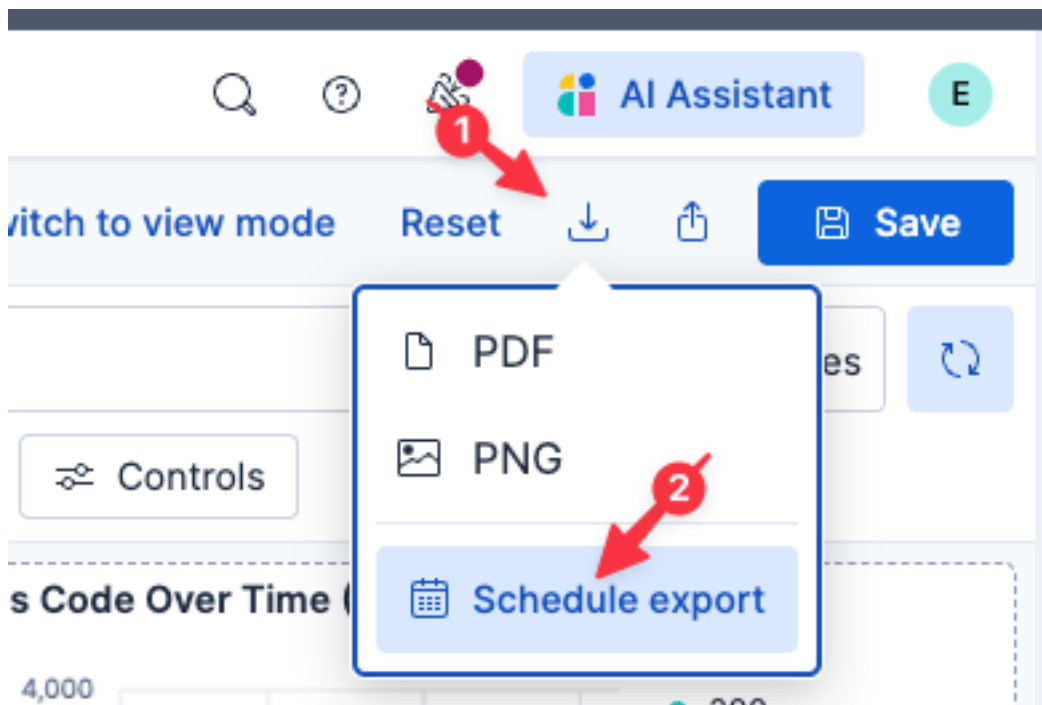 AI Assistant
E
1
vitch to view mode
Reset
Save
PDF
es
PNG
Controls
2
s Code Over Time (
Schedule export
4,000